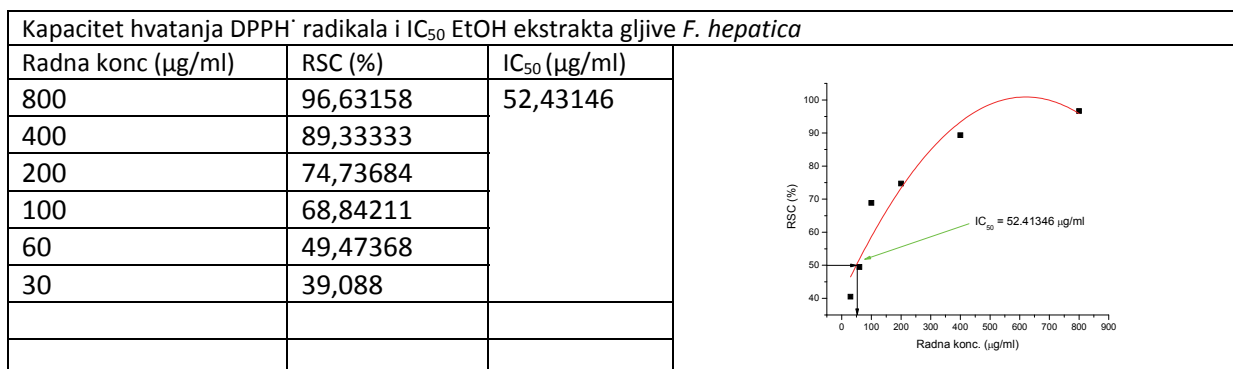 Kapacitet hvatanja DPPH˙ radikala i IC₅₀ EtOH ekstrakta gljive F. hepatica
Radna konc (µg/ml) RSC (%) IC₅₀ (µg/ml)
800 96,63158 52,43146
400 89,33333
200 74,73684
100 68,84211
60 49,47368
30 39,088
100
90
80
70
60
50
40
RSC (%)
IC₅₀ = 52.41346 µg/ml
0 100 200 300 400 500 600 700 800 900
Radna konc. (µg/ml)